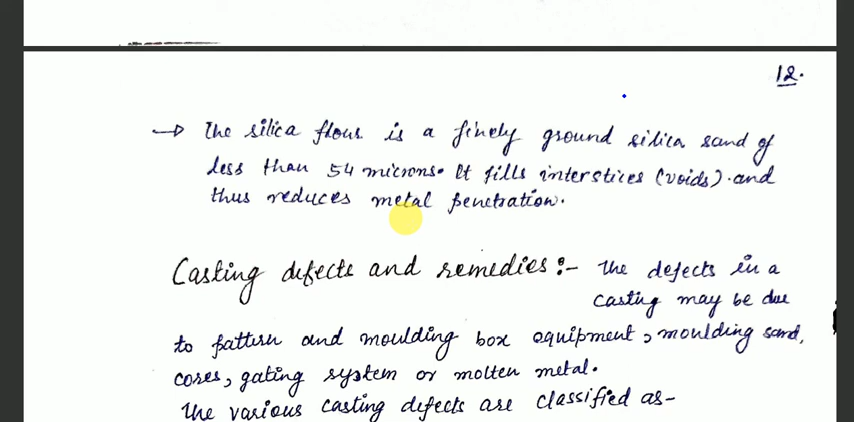 12.
→ The silica flour is a finely ground silica sand of
less than 54 microns. It fills interstices (voids). and
thus reduces metal penetration.
Casting defects and remedies:- The defects in a
casting may be due
to pattern and moulding box equipment, moulding sand,
cores, gating system or molten metal.
The various casting defects are classified as-